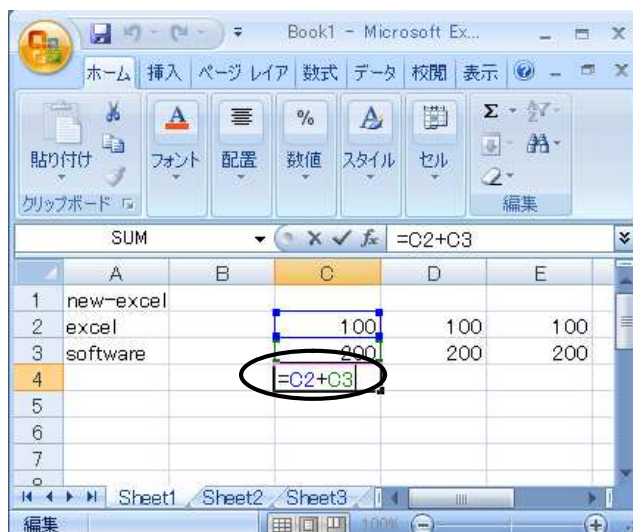 Book1 - Microsoft Ex...
ホーム 挿入 ページ レイア 数式 データ 校閲 表示
貼り付け フォント 配置 数値 スタイル セル
クリップボード 編集
SUM =C2+C3
A B C D E
1 new-excel
2 excel 100 100 100
3 software 200 200 200
4 =C2+C3
5
6
7
Sheet1 Sheet2 Sheet3
編集 100%